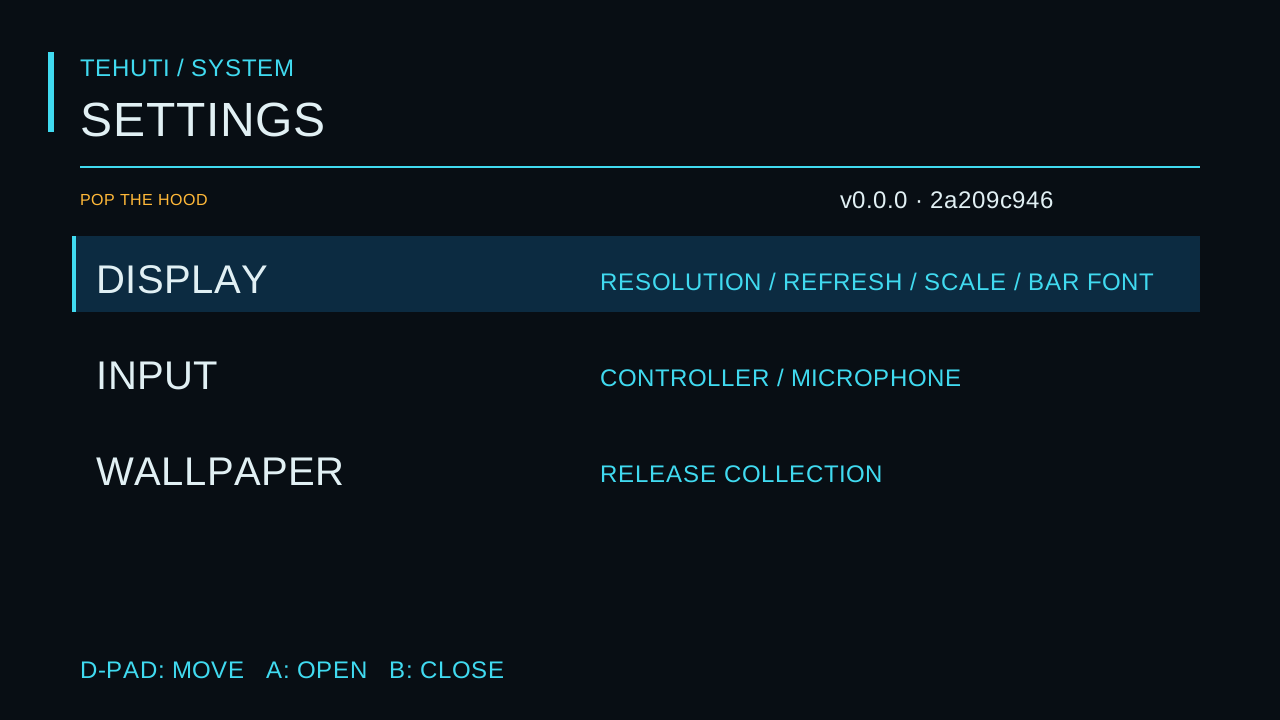 TEHUTI / SYSTEM
SETTINGS
POP THE HOOD
v0.0.0 · 2a209c946
DISPLAY
RESOLUTION / REFRESH / SCALE / BAR FONT
INPUT
CONTROLLER / MICROPHONE
WALLPAPER
RELEASE COLLECTION
D-PAD: MOVE A: OPEN B: CLOSE